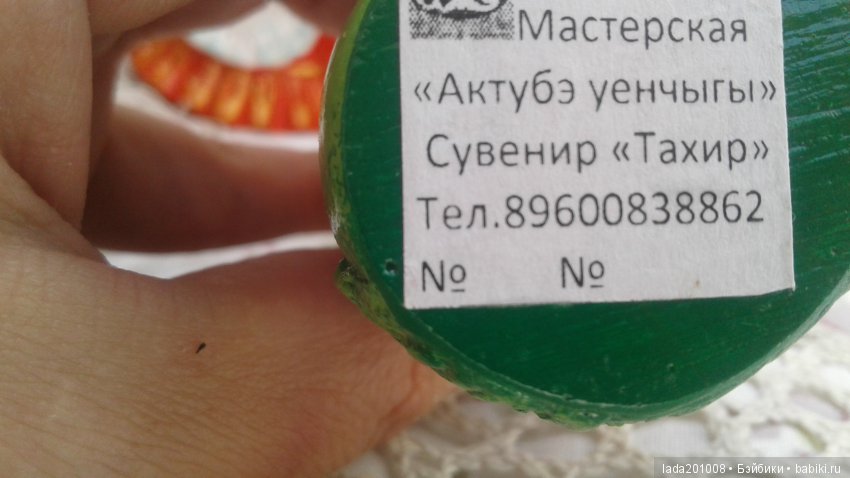 Мастерская
«Актубэ уенчыгы»
Сувенир «Тахир»
Тел.89600838862
№ №
lada201008 • Бэйбики • babiki.ru